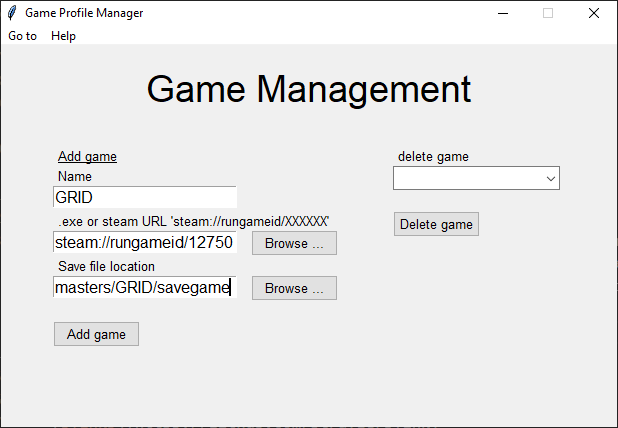 Game Profile Manager
Go to Help
Game Management
Add game
Name
GRID
.exe or steam URL 'steam://rungameid/XXXXXX'
steam://rungameid/12750
Browse ...
Save file location
masters/GRID/savegame
Browse ...
Add game
delete game
Delete game